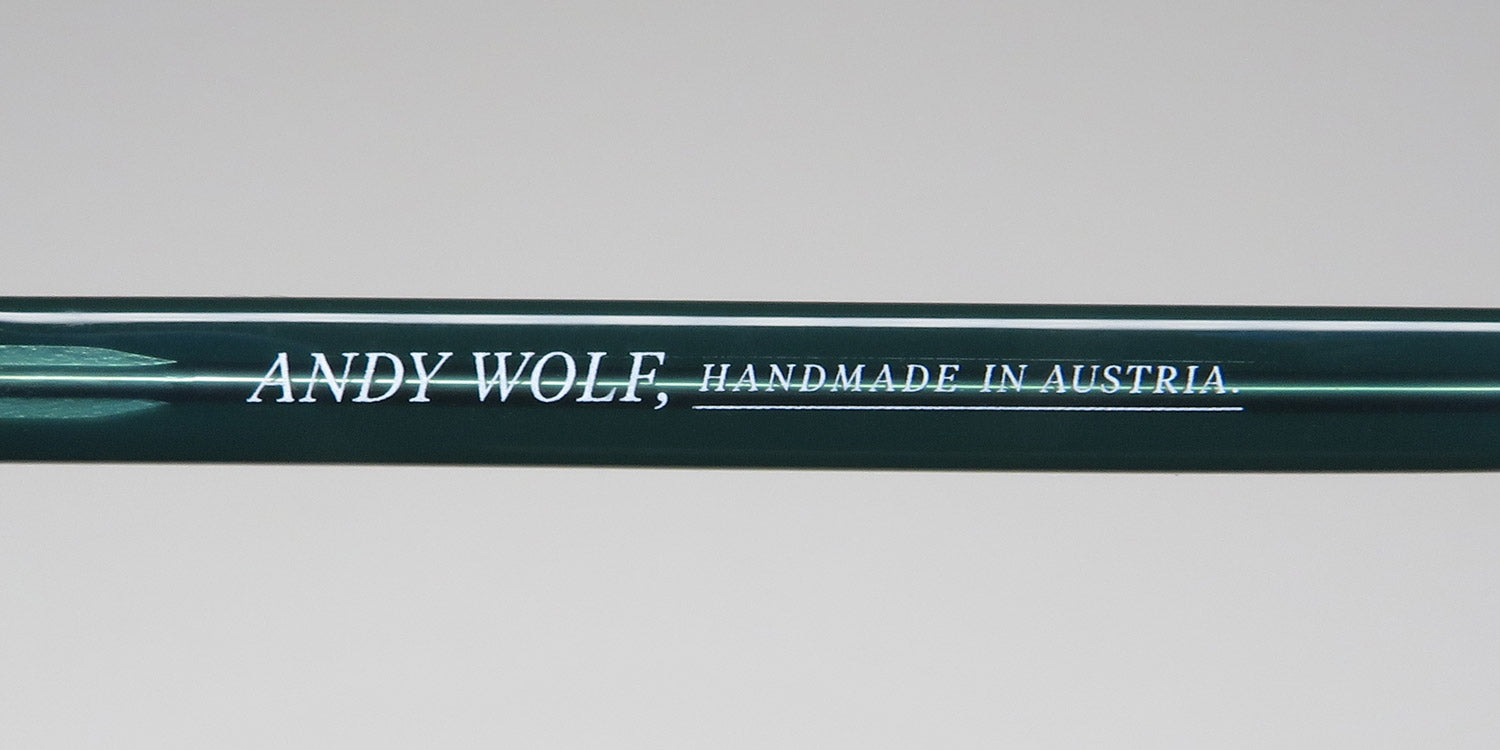 ANDY WOLF, HANDMADE IN AUSTRIA.